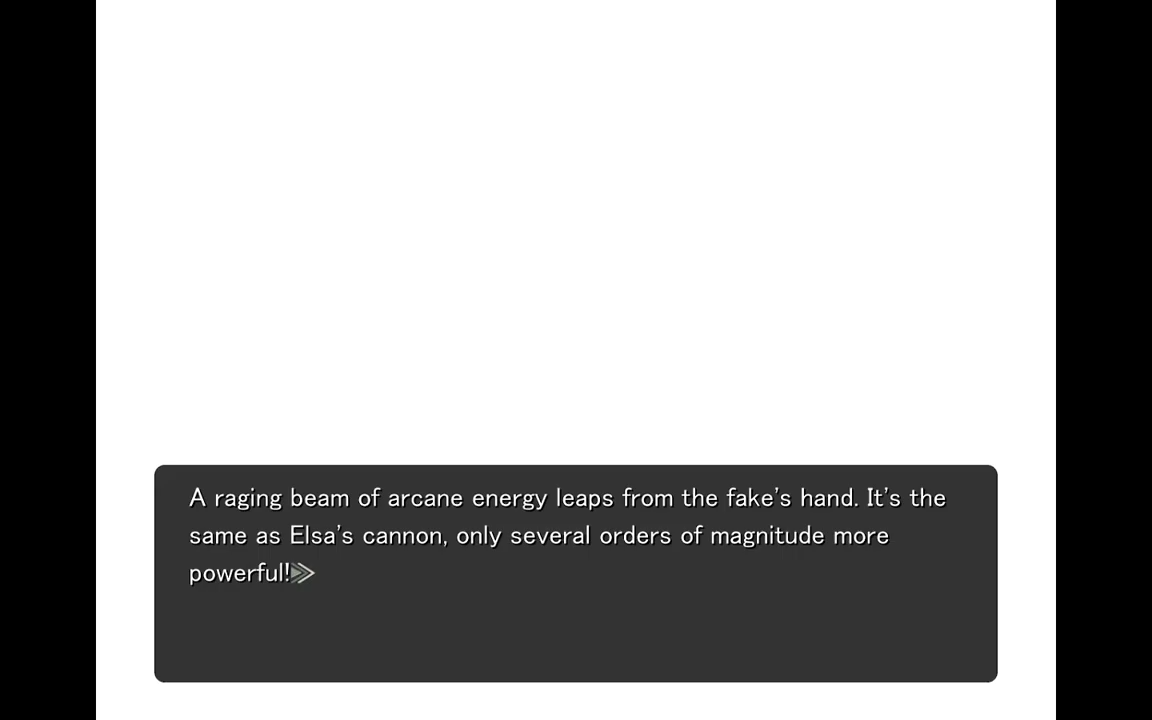 A raging beam of arcane energy leaps from the fake's hand. It's the
same as Elsa's cannon, only several orders of magnitude more
powerful!